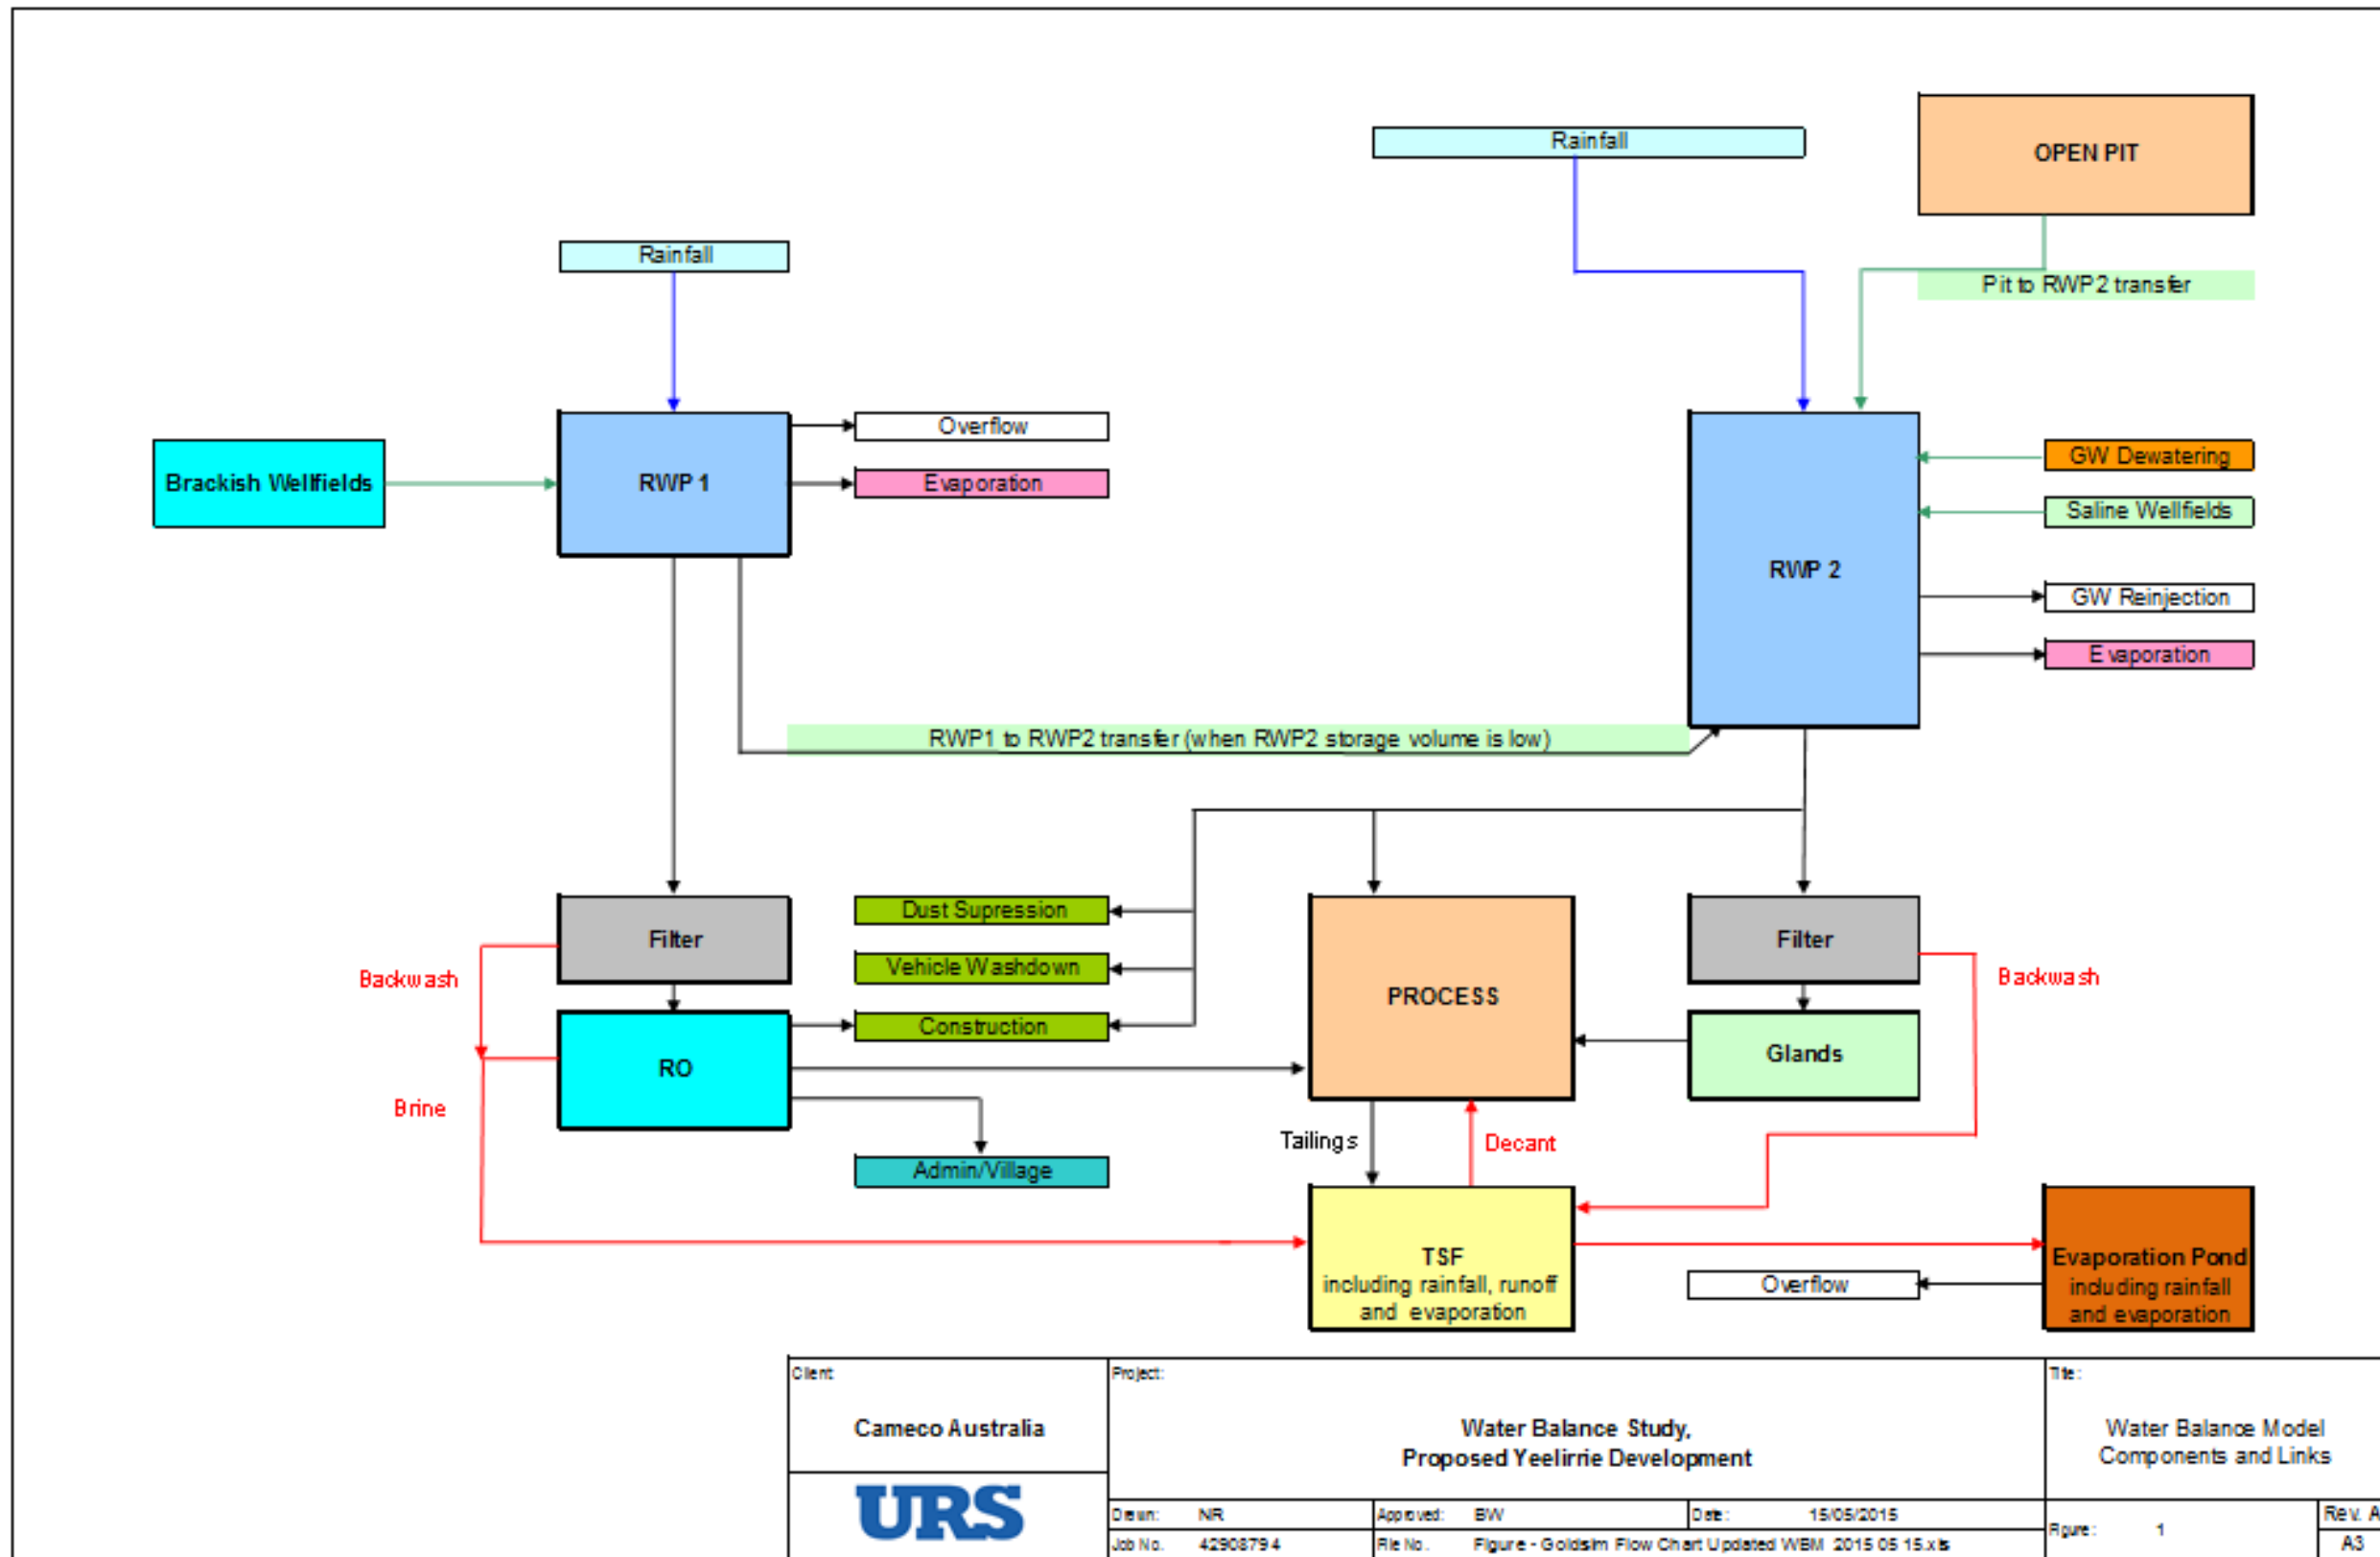 Rainfall
OPEN PIT
Rainfall
Pit to RWP2 transfer
Brackish Wellfields
RWP 1
Overflow
Evaporation
RWP 2
GW Dewatering
Saline Wellfields
GW Reinjection
Evaporation
RWP1 to RWP2 transfer (when RWP2 storage volume is low)
Filter
Dust Supression
Vehicle Washdown
Construction
PROCESS
Filter
Backwash
Backwash
RO
Glands
Brine
Admin/Village
Tailings
Decant
TSF
including rainfall, runoff
and evaporation
Overflow
Evaporation Pond
including rainfall
and evaporation
Client:
Cameco Australia
URS
Project:
Water Balance Study,
Proposed Yeelirrie Development
Title:
Water Balance Model
Components and Links
Drawn: NR
Approved: BW
Date: 15/05/2015
Job No. 42908794
File No. Figure - Goldsim Flow Chart Updated WBM 2015 05 15.xls
Figure: 1
Rev. A
A3